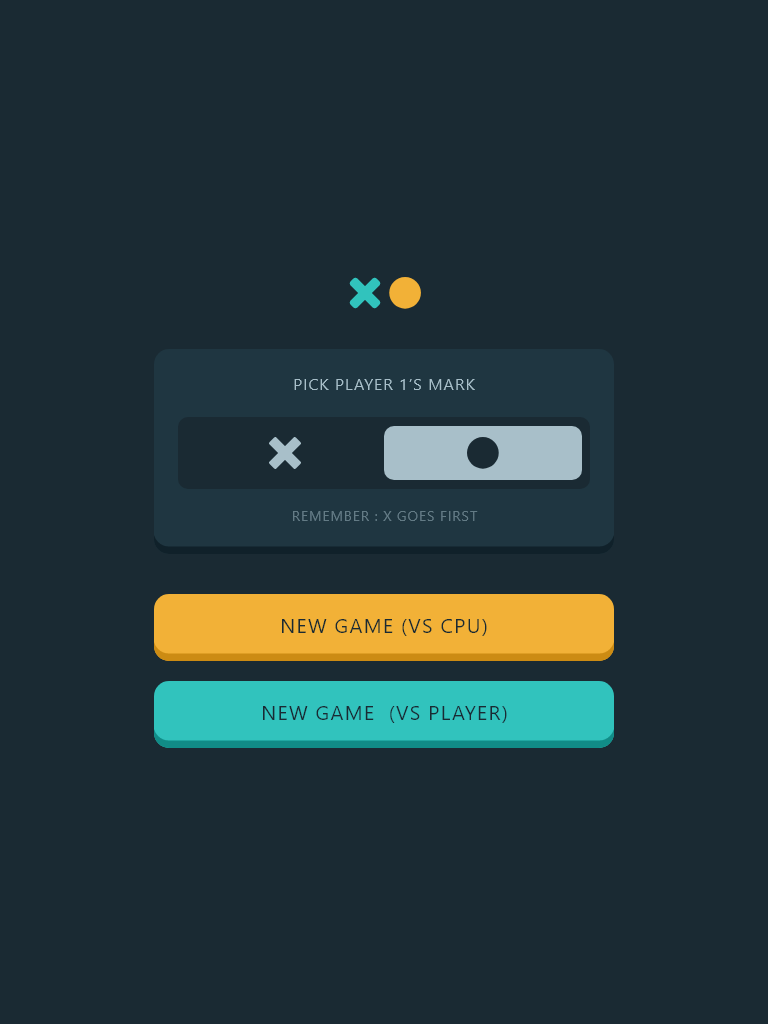 PICK PLAYER 1'S MARK
REMEMBER : X GOES FIRST
NEW GAME (VS CPU)
NEW GAME (VS PLAYER)